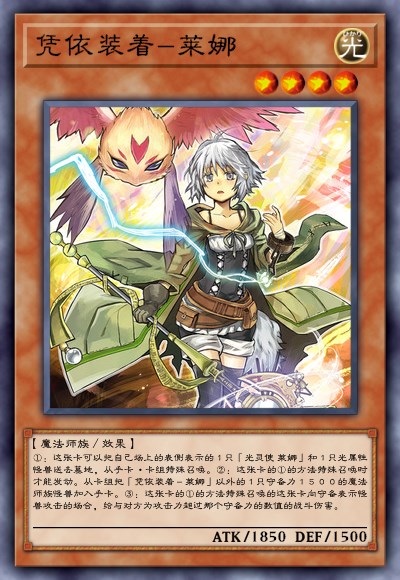 凭依装着-莱娜
光
ひかり
【魔法师族／效果】
①：这张卡可以把自己场上的表侧表示的1只「光灵使 莱娜」和1只光属性
怪兽送去墓地，从手卡·卡组特殊召唤。②：这张卡的①的方法特殊召唤时
才能发动。从卡组把「凭依装着－莱娜」以外的1只守备力1500的魔法
师族怪兽加入手卡。③：这张卡的①的方法特殊召唤的这张卡向守备表示怪
兽攻击的场合，给与对方为攻击力超过那个守备力的数值的战斗伤害。
ATK/1850 DEF/1500